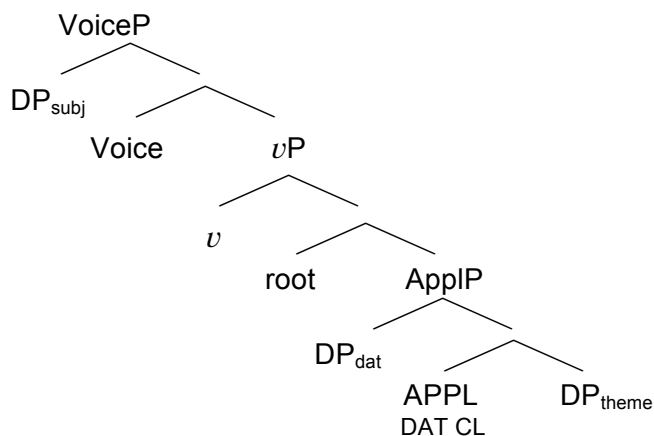 VoiceP
DPsubj
Voice vP
v
root ApplP
DPdat
APPL DPtheme
DAT CL